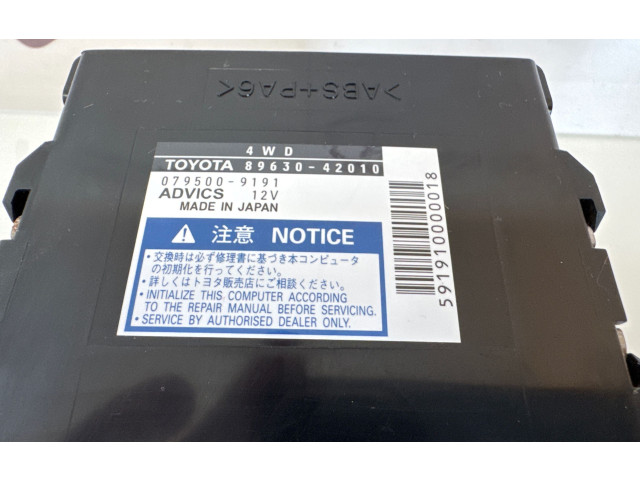 >ABS+PA6<
4WD
TOYOTA 89630-42010
079500-9191
ADVICS 12V
MADE IN JAPAN
⚠ 注意 NOTICE
・交換時は必ず修理書に基づき本コンピュータ
の初期化を行ってください。
・詳しくはトヨタ販売店にご相談ください。
・INITIALIZE THIS COMPUTER ACCORDING
TO THE REPAIR MANUAL BEFORE SERVICING.
・SERVICE BY AUTHORISED DEALER ONLY.
591910000018